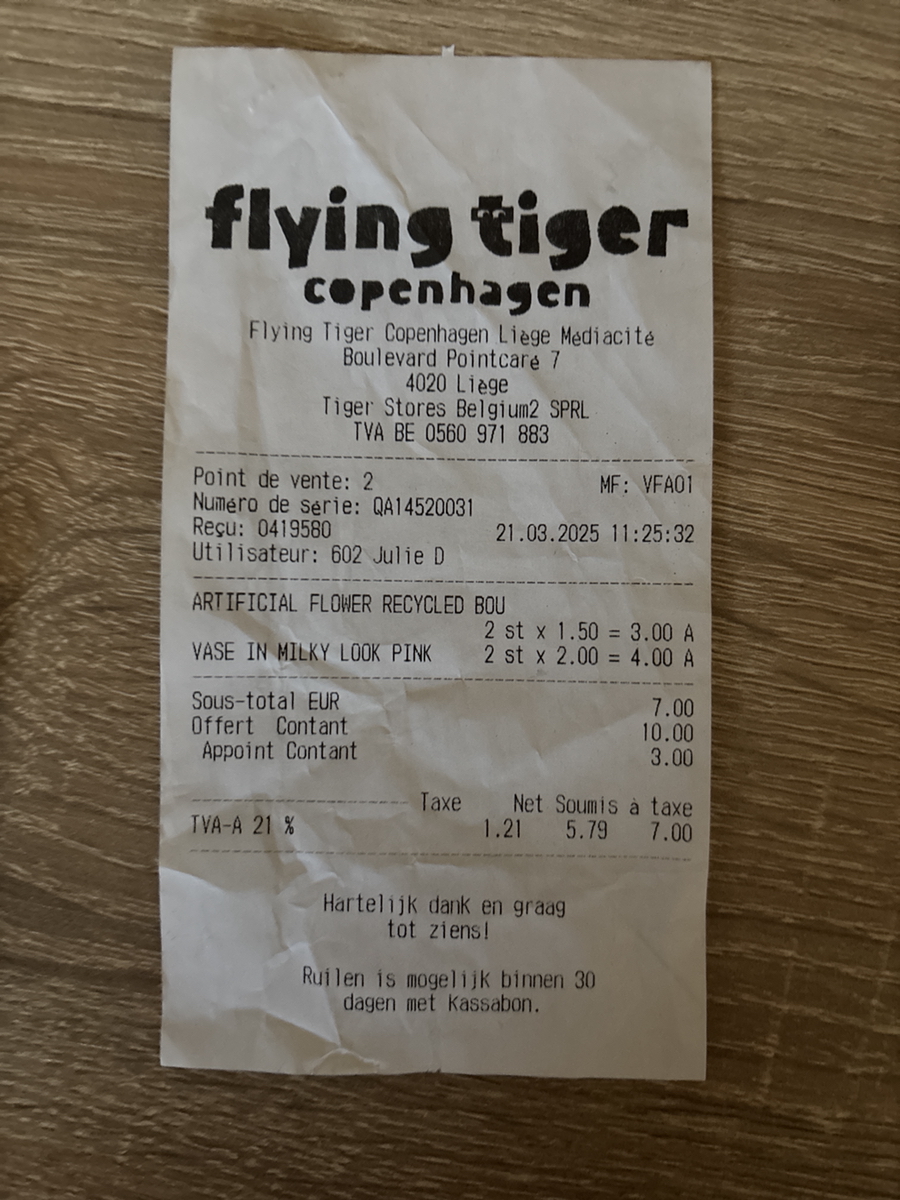 flying tiger
copenhagen
Flying Tiger Copenhagen Liège Médiacité
Boulevard Pointcaré 7
4020 Liège
Tiger Stores Belgium2 SPRL
TVA BE 0560 971 883
Point de vente: 2 MF: VFA01
Numéro de série: QA14520031
Reçu: 0419580 21.03.2025 11:25:32
Utilisateur: 602 Julie D
ARTIFICIAL FLOWER RECYCLED BOU
2 st x 1.50 = 3.00 A
VASE IN MILKY LOOK PINK 2 st x 2.00 = 4.00 A
Sous-total EUR 7.00
Offert Contant 10.00
Appoint Contant 3.00
Taxe Net Soumis à taxe
TVA-A 21 % 1.21 5.79 7.00
Hartelijk dank en graag
tot ziens!
Ruilen is mogelijk binnen 30
dagen met Kassabon.